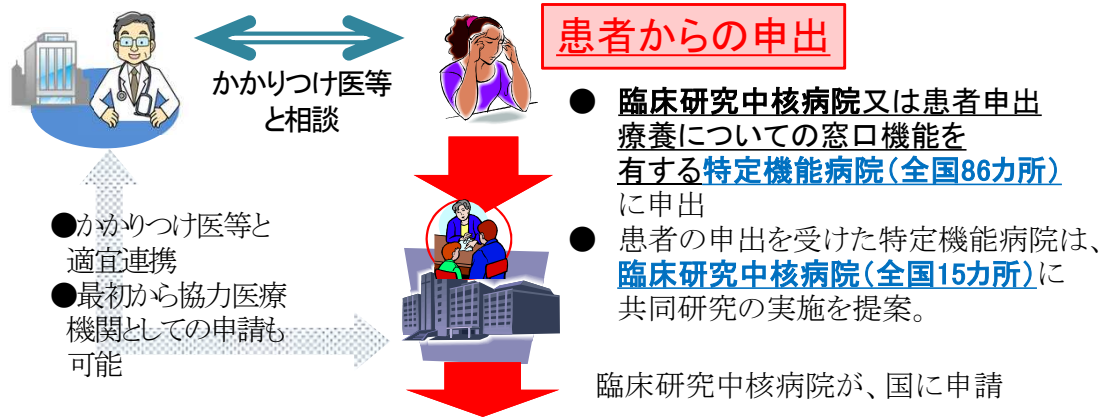 かかりつけ医等
と相談
患者からの申出
● 臨床研究中核病院又は患者申出
療養についての窓口機能を
有する特定機能病院（全国86カ所）
に申出
● 患者の申出を受けた特定機能病院は、
臨床研究中核病院（全国15カ所）に
共同研究の実施を提案。
●かかりつけ医等と
適宜連携
●最初から協力医療
機関としての申請も
可能
臨床研究中核病院が、国に申請